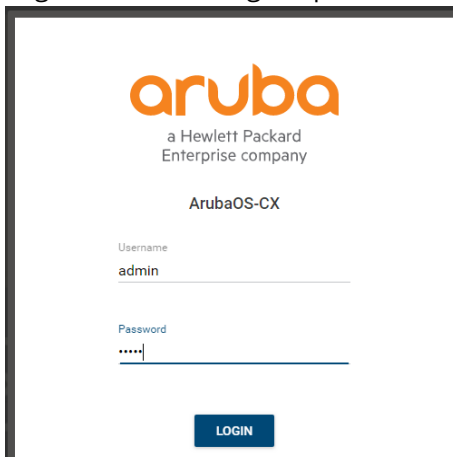 aruba
a Hewlett Packard
Enterprise company
ArubaOS-CX
Username
admin
Password
•••••
LOGIN